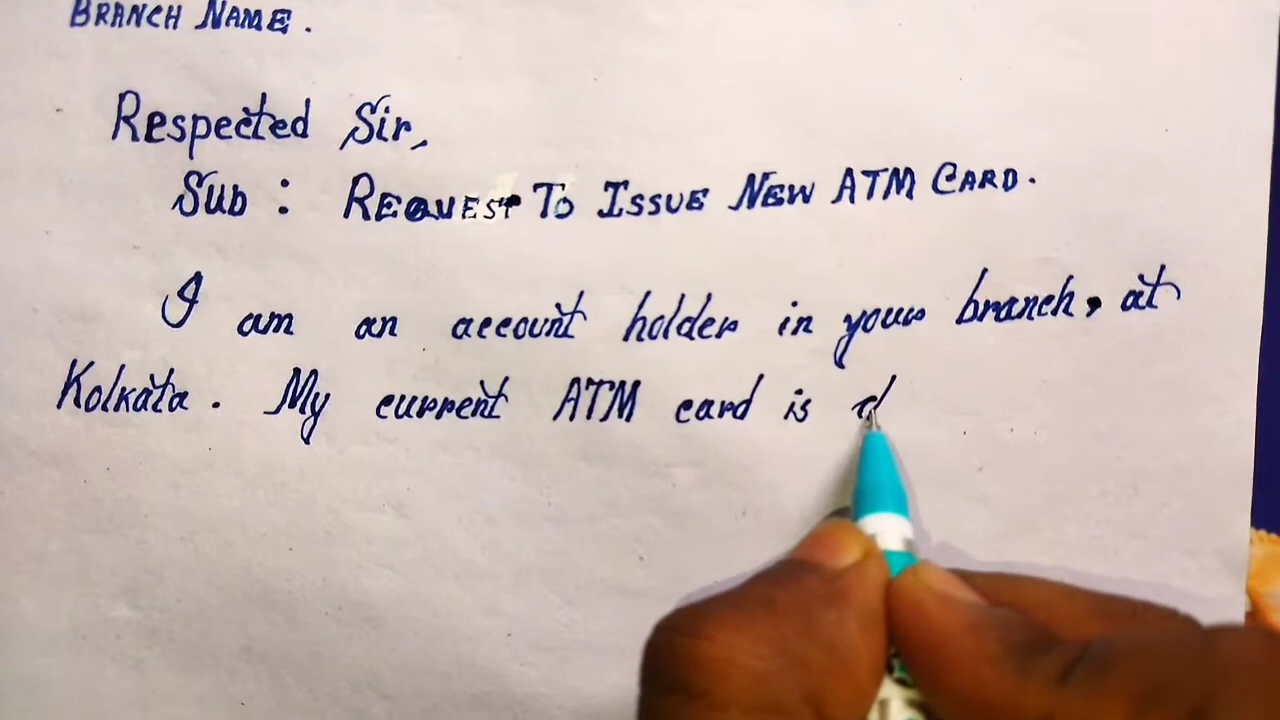 BRANCH NAME.
Respected Sir,
SUB : REQUEST TO ISSUE NEW ATM CARD.
I am an account holder in your branch, at
Kolkata. My current ATM card is d